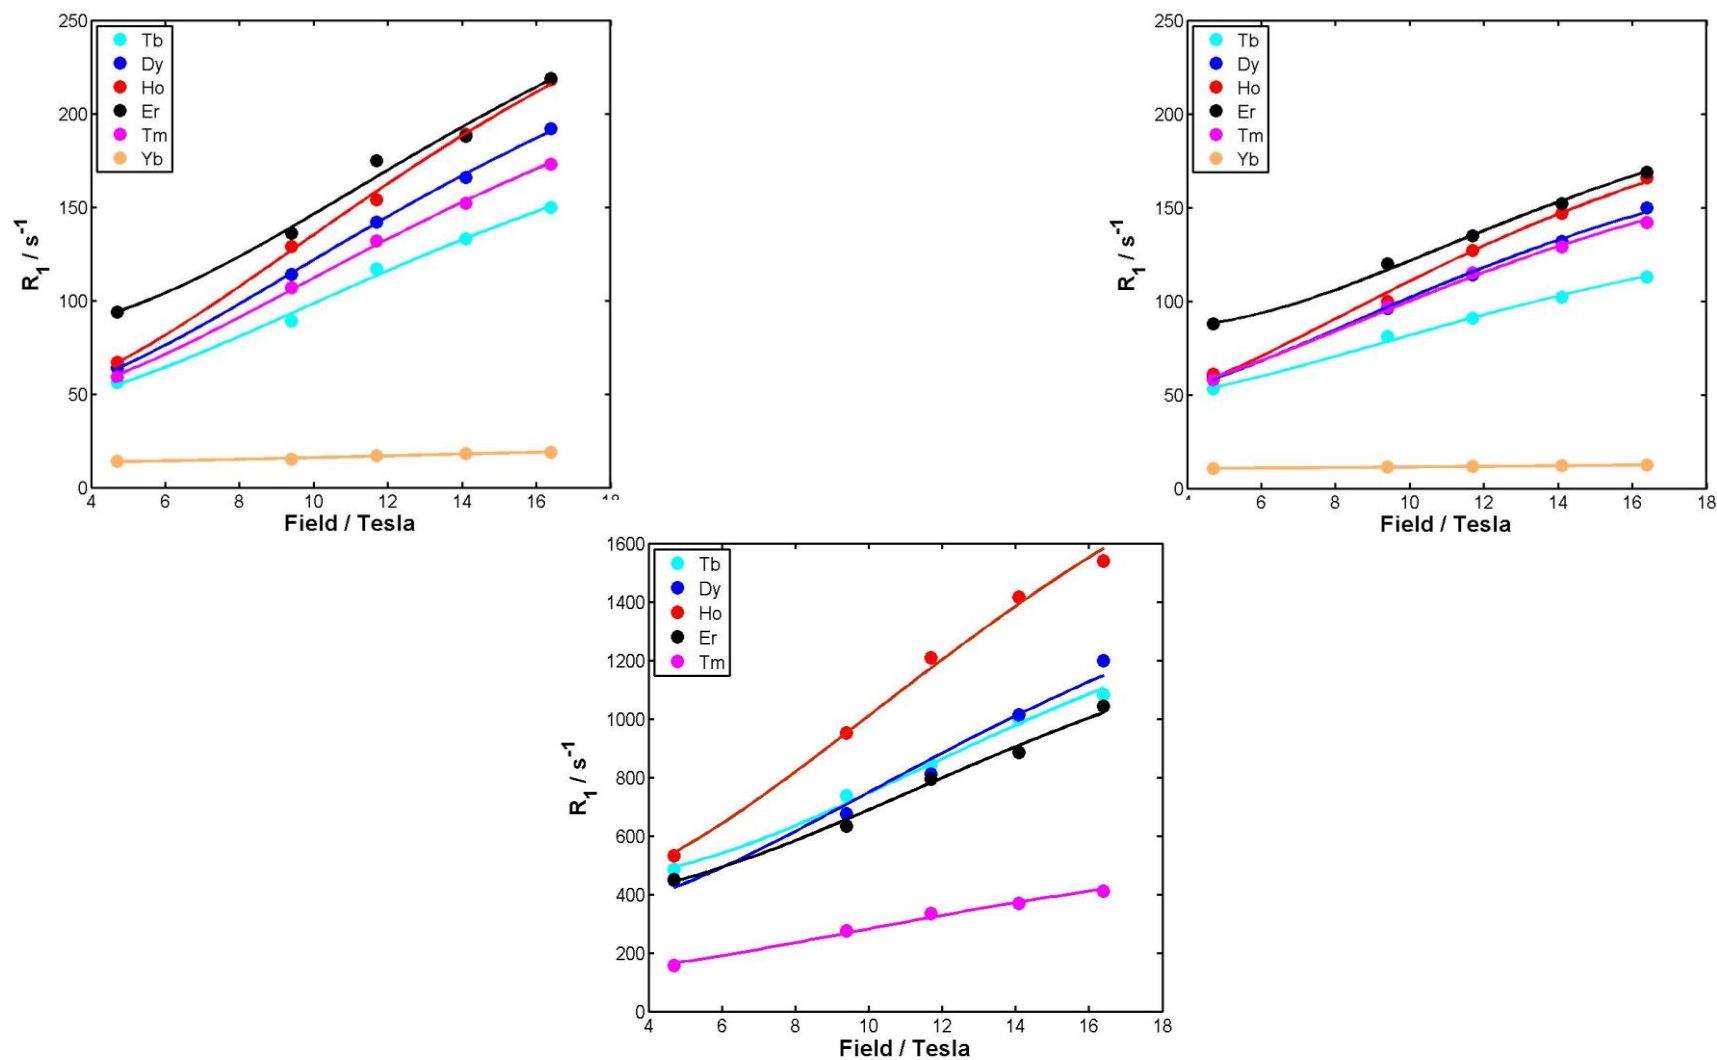 250
200
150
100
50
0
R1 / s-1
Tb
Dy
Ho
Er
Tm
Yb
4 6 8 10 12 14 16
Field / Tesla
250
200
150
100
50
0
R1 / s-1
Tb
Dy
Ho
Er
Tm
Yb
6 8 10 12 14 16 18
Field / Tesla
1600
1400
1200
1000
800
600
400
200
0
R1 / s-1
Tb
Dy
Ho
Er
Tm
4 6 8 10 12 14 16 18
Field / Tesla